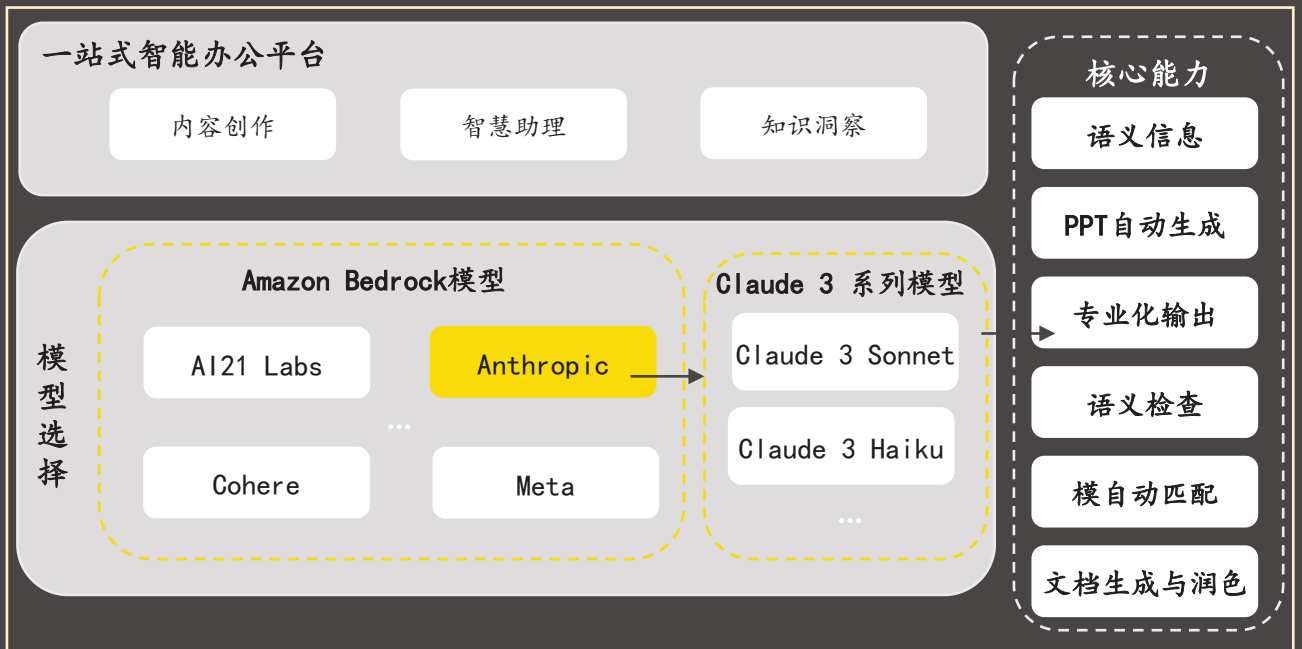 一站式智能办公平台
内容创作
智慧助理
知识洞察
模型选择
Amazon Bedrock模型
AI21 Labs
Anthropic
...
Cohere
Meta
Claude 3 系列模型
Claude 3 Sonnet
Claude 3 Haiku
...
核心能力
语义信息
PPT自动生成
专业化输出
语义检查
模自动匹配
文档生成与润色